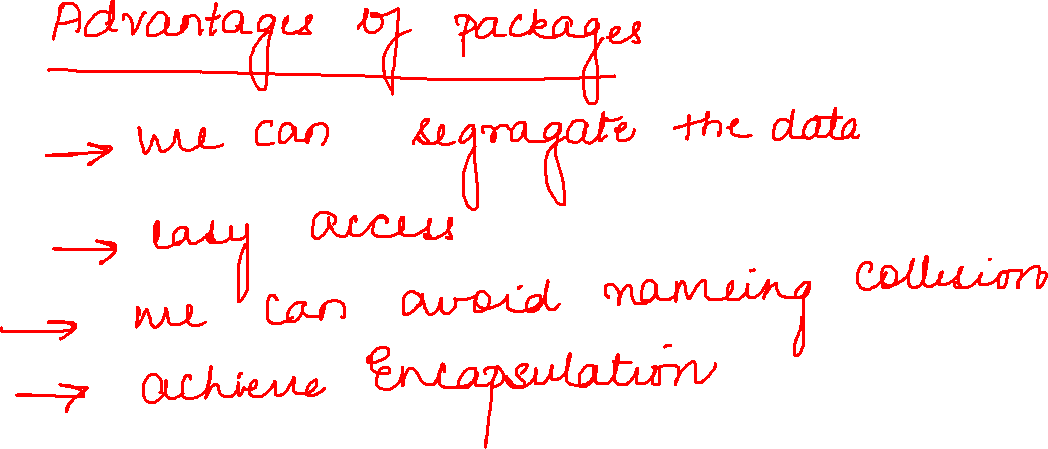 Advantages of packages
→ we can segragate the data
→ easy access
→ we can avoid nameing collision
→ achieve Encapsulation